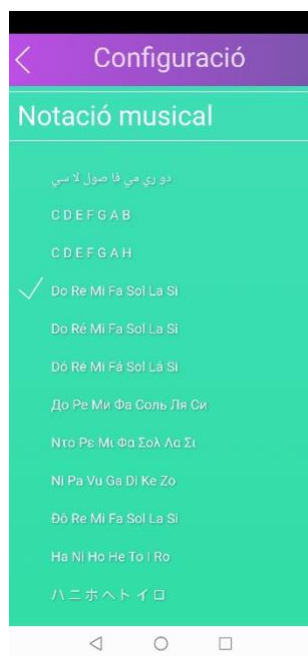 Configuració
Notació musical
دو ري مي فا صول لا سي
C D E F G A B
C D E F G A H
Do Re Mi Fa Sol La Si
Do Ré Mi Fa Sol La Si
Dó Ré Mi Fá Sol Lá Si
До Ре Ми Фа Соль Ля Си
Ντο Ρε Μι Φα Σολ Λα Σι
Ni Pa Vu Ga Di Ke Zo
Đô Re Mi Fa Sol La Si
Ha Ni Ho He To I Ro
ハ ニ ホ ヘ ト イ ロ